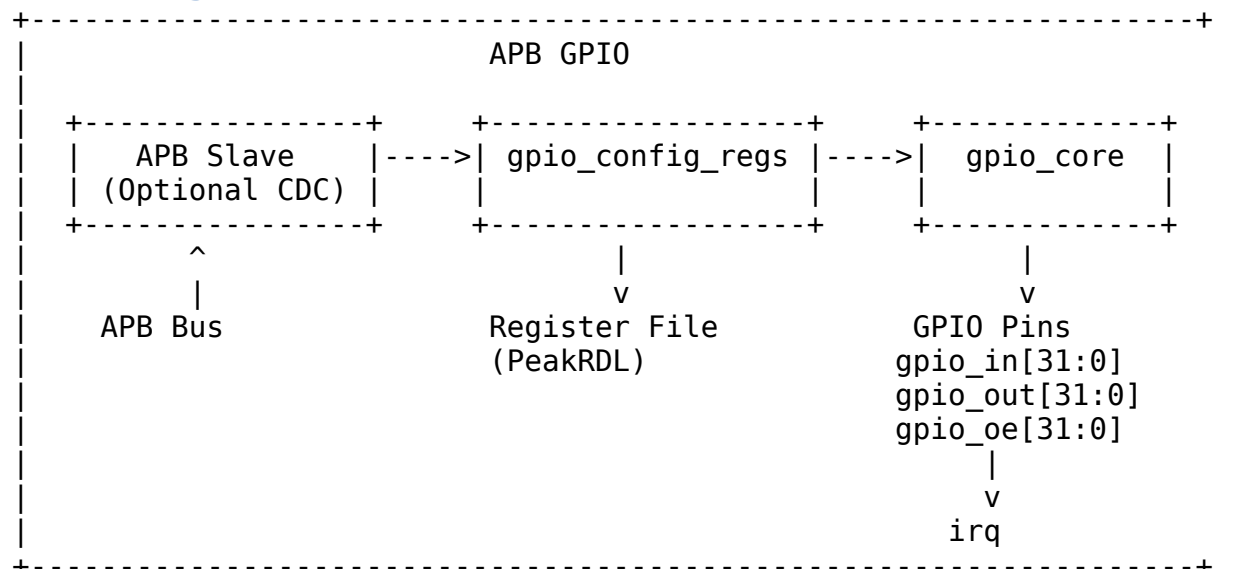 APB GPIO
APB Slave gpio_config_regs gpio_core
(Optional CDC)
APB Bus Register File GPIO Pins
(PeakRDL) gpio_in[31:0]
gpio_out[31:0]
gpio_oe[31:0]
irq